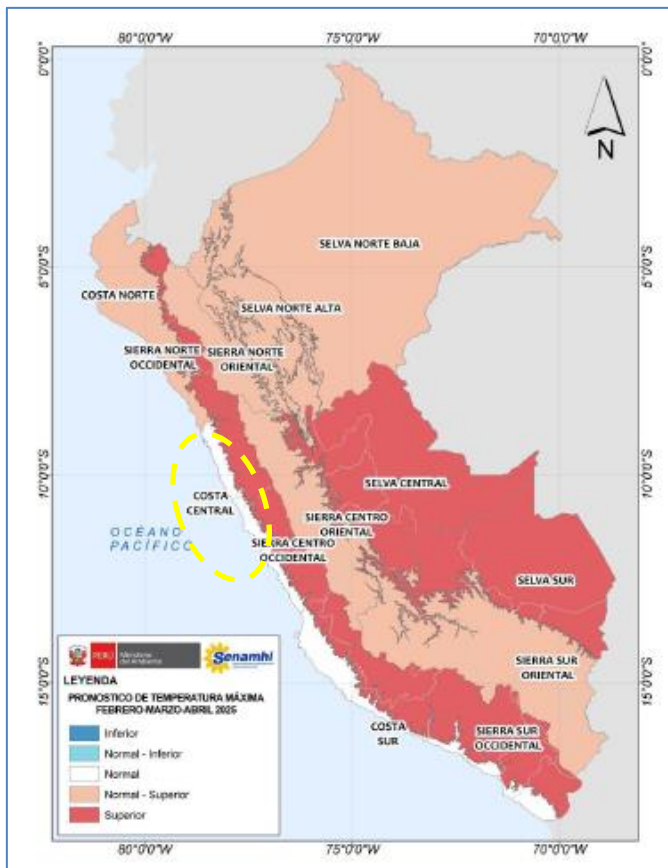 80°0'0"W 75°0'0"W 70°0'0"W
0°0'0"
0°0'0"
N
SELVA NORTE BAJA
5°0'0"S
5°0'0"S
COSTA NORTE
SELVA NORTE ALTA
SIERRA NORTE
OCCIDENTAL
SIERRA NORTE
ORIENTAL
10°0'0"S
10°0'0"S
SELVA CENTRAL
COSTA
CENTRAL
SIERRA CENTRO
ORIENTAL
OCÉANO
PACÍFICO
SIERRA CENTRO
OCCIDENTAL
SELVA SUR
PERÚ
Ministerio
del Ambiente
Senamhi
SIERRA SUR
ORIENTAL
15°0'0"S
15°0'0"S
LEYENDA
PRONOSTICO DE TEMPERATURA MÁXIMA
FEBRERO-MARZO-ABRIL 2025
COSTA
SUR
SIERRA SUR
OCCIDENTAL
Inferior
Normal - Inferior
Normal
Normal - Superior
Superior
80°0'0"W 75°0'0"W 70°0'0"W